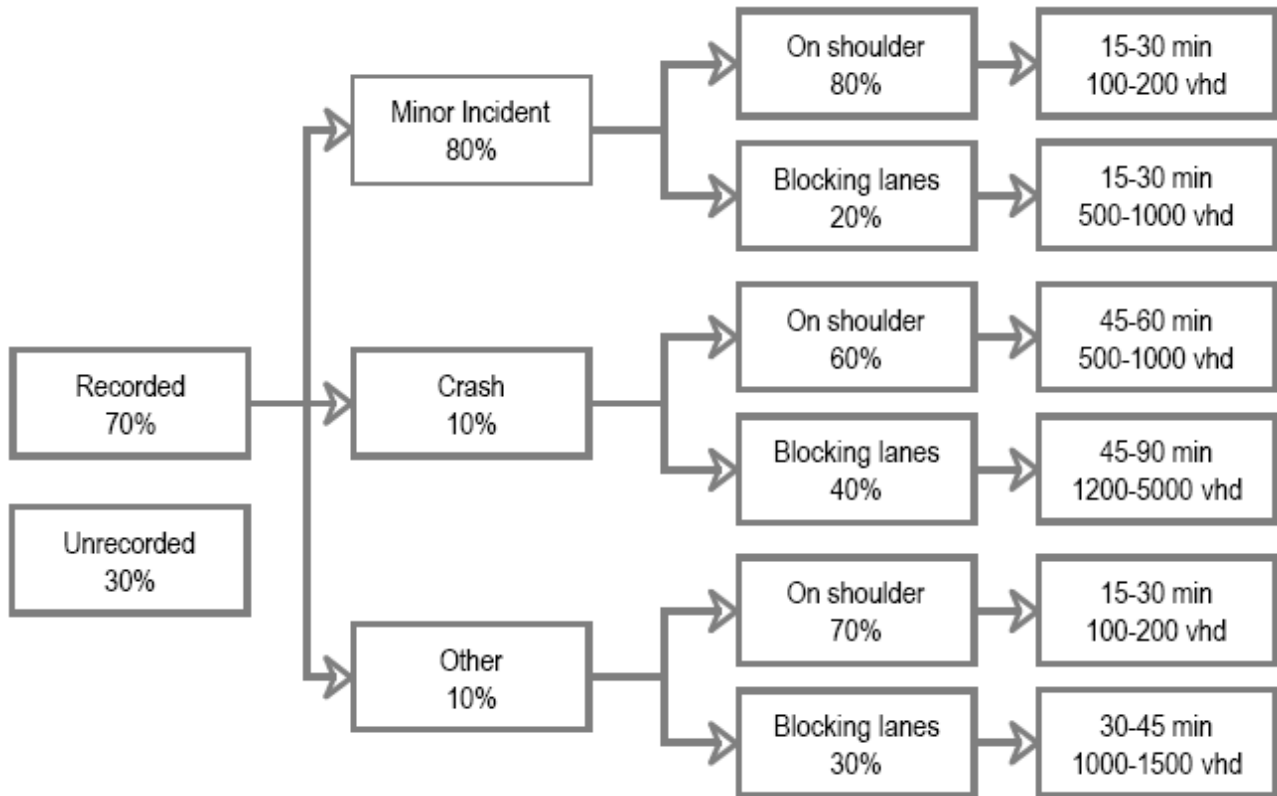 Recorded
70%
Unrecorded
30%
Minor Incident
80%
Crash
10%
Other
10%
On shoulder
80%
Blocking lanes
20%
On shoulder
60%
Blocking lanes
40%
On shoulder
70%
Blocking lanes
30%
15-30 min
100-200 vhd
15-30 min
500-1000 vhd
45-60 min
500-1000 vhd
45-90 min
1200-5000 vhd
15-30 min
100-200 vhd
30-45 min
1000-1500 vhd